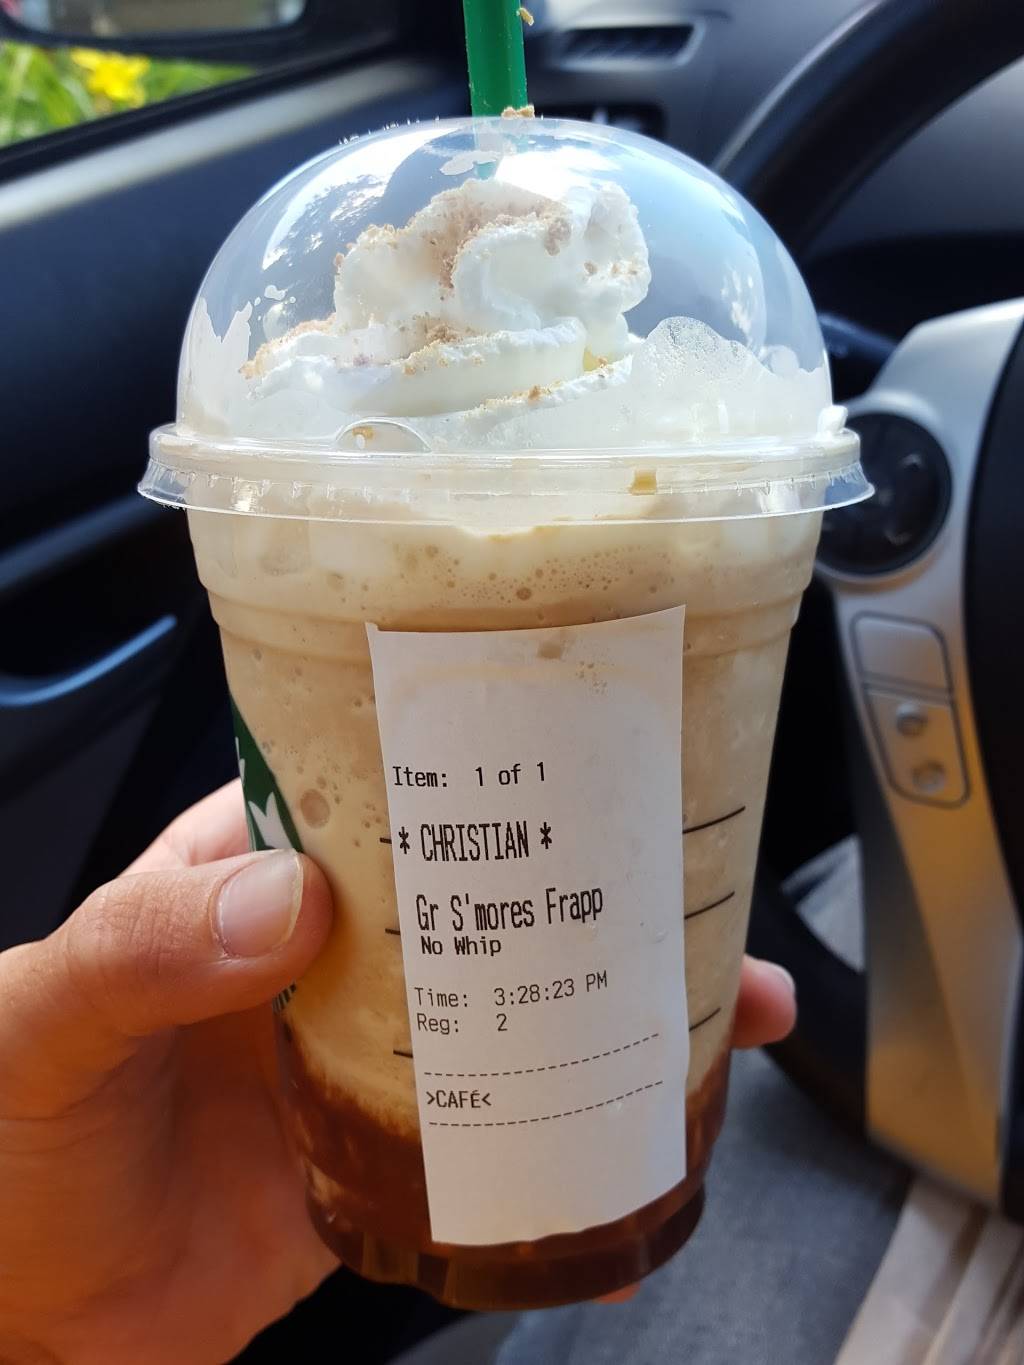 Item: 1 of 1
* CHRISTIAN *
Gr S'mores Frapp
No Whip
Time: 3:28:23 PM
Reg: 2
>CAFÉ<